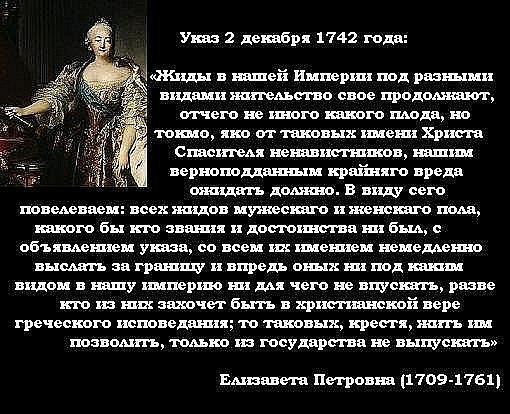 Указ 2 декабря 1742 года:
«Жиды в нашей Империи под разными
видами жительство свое продолжают,
отчего не иного какого плода, но
токмо, яко от таковых имени Христа
Спасителя ненавистников, нашим
верноподданным крайняго вреда
ожидать должно. В виду сего
повелеваем: всех жидов мужескаго и женскаго пола,
какого бы кто звания и достоинства ни был, с
объявлением указа, со всем их имением немедленно
выслать за границу и впредь оных ни под каким
видом в нашу империю ни для чего не впускать, разве
кто из них захочет быть в христианской вере
греческого исповедания; то таковых, крестя, жить им
позволить, только из государства не выпускать»
Елизавета Петровна (1709-1761)